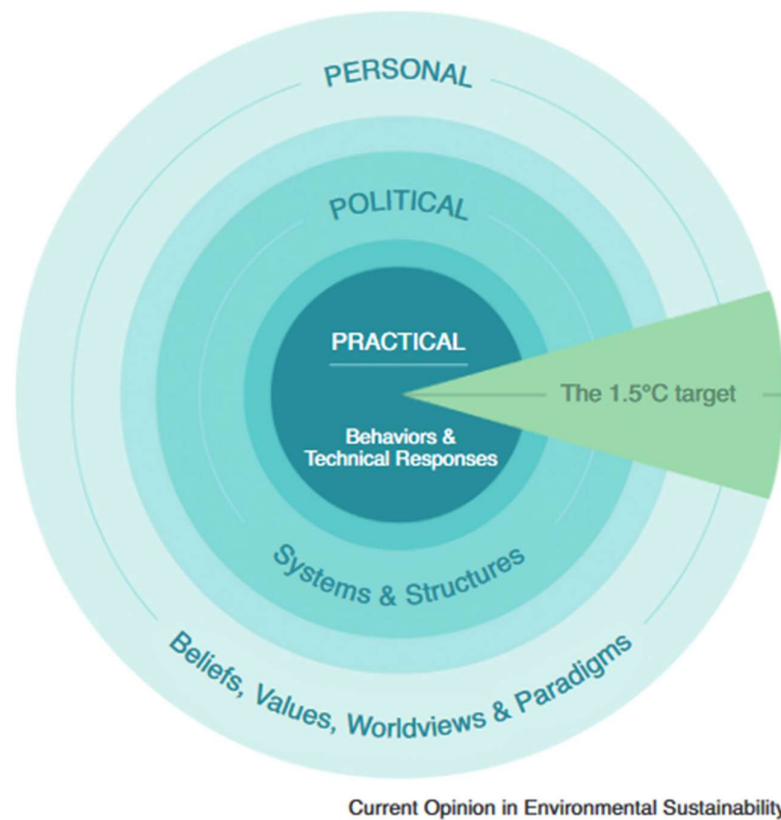 PERSONAL
POLITICAL
PRACTICAL
The 1.5°C target
Behaviors &
Technical Responses
Systems & Structures
Beliefs, Values, Worldviews & Paradigms
Current Opinion in Environmental Sustainability